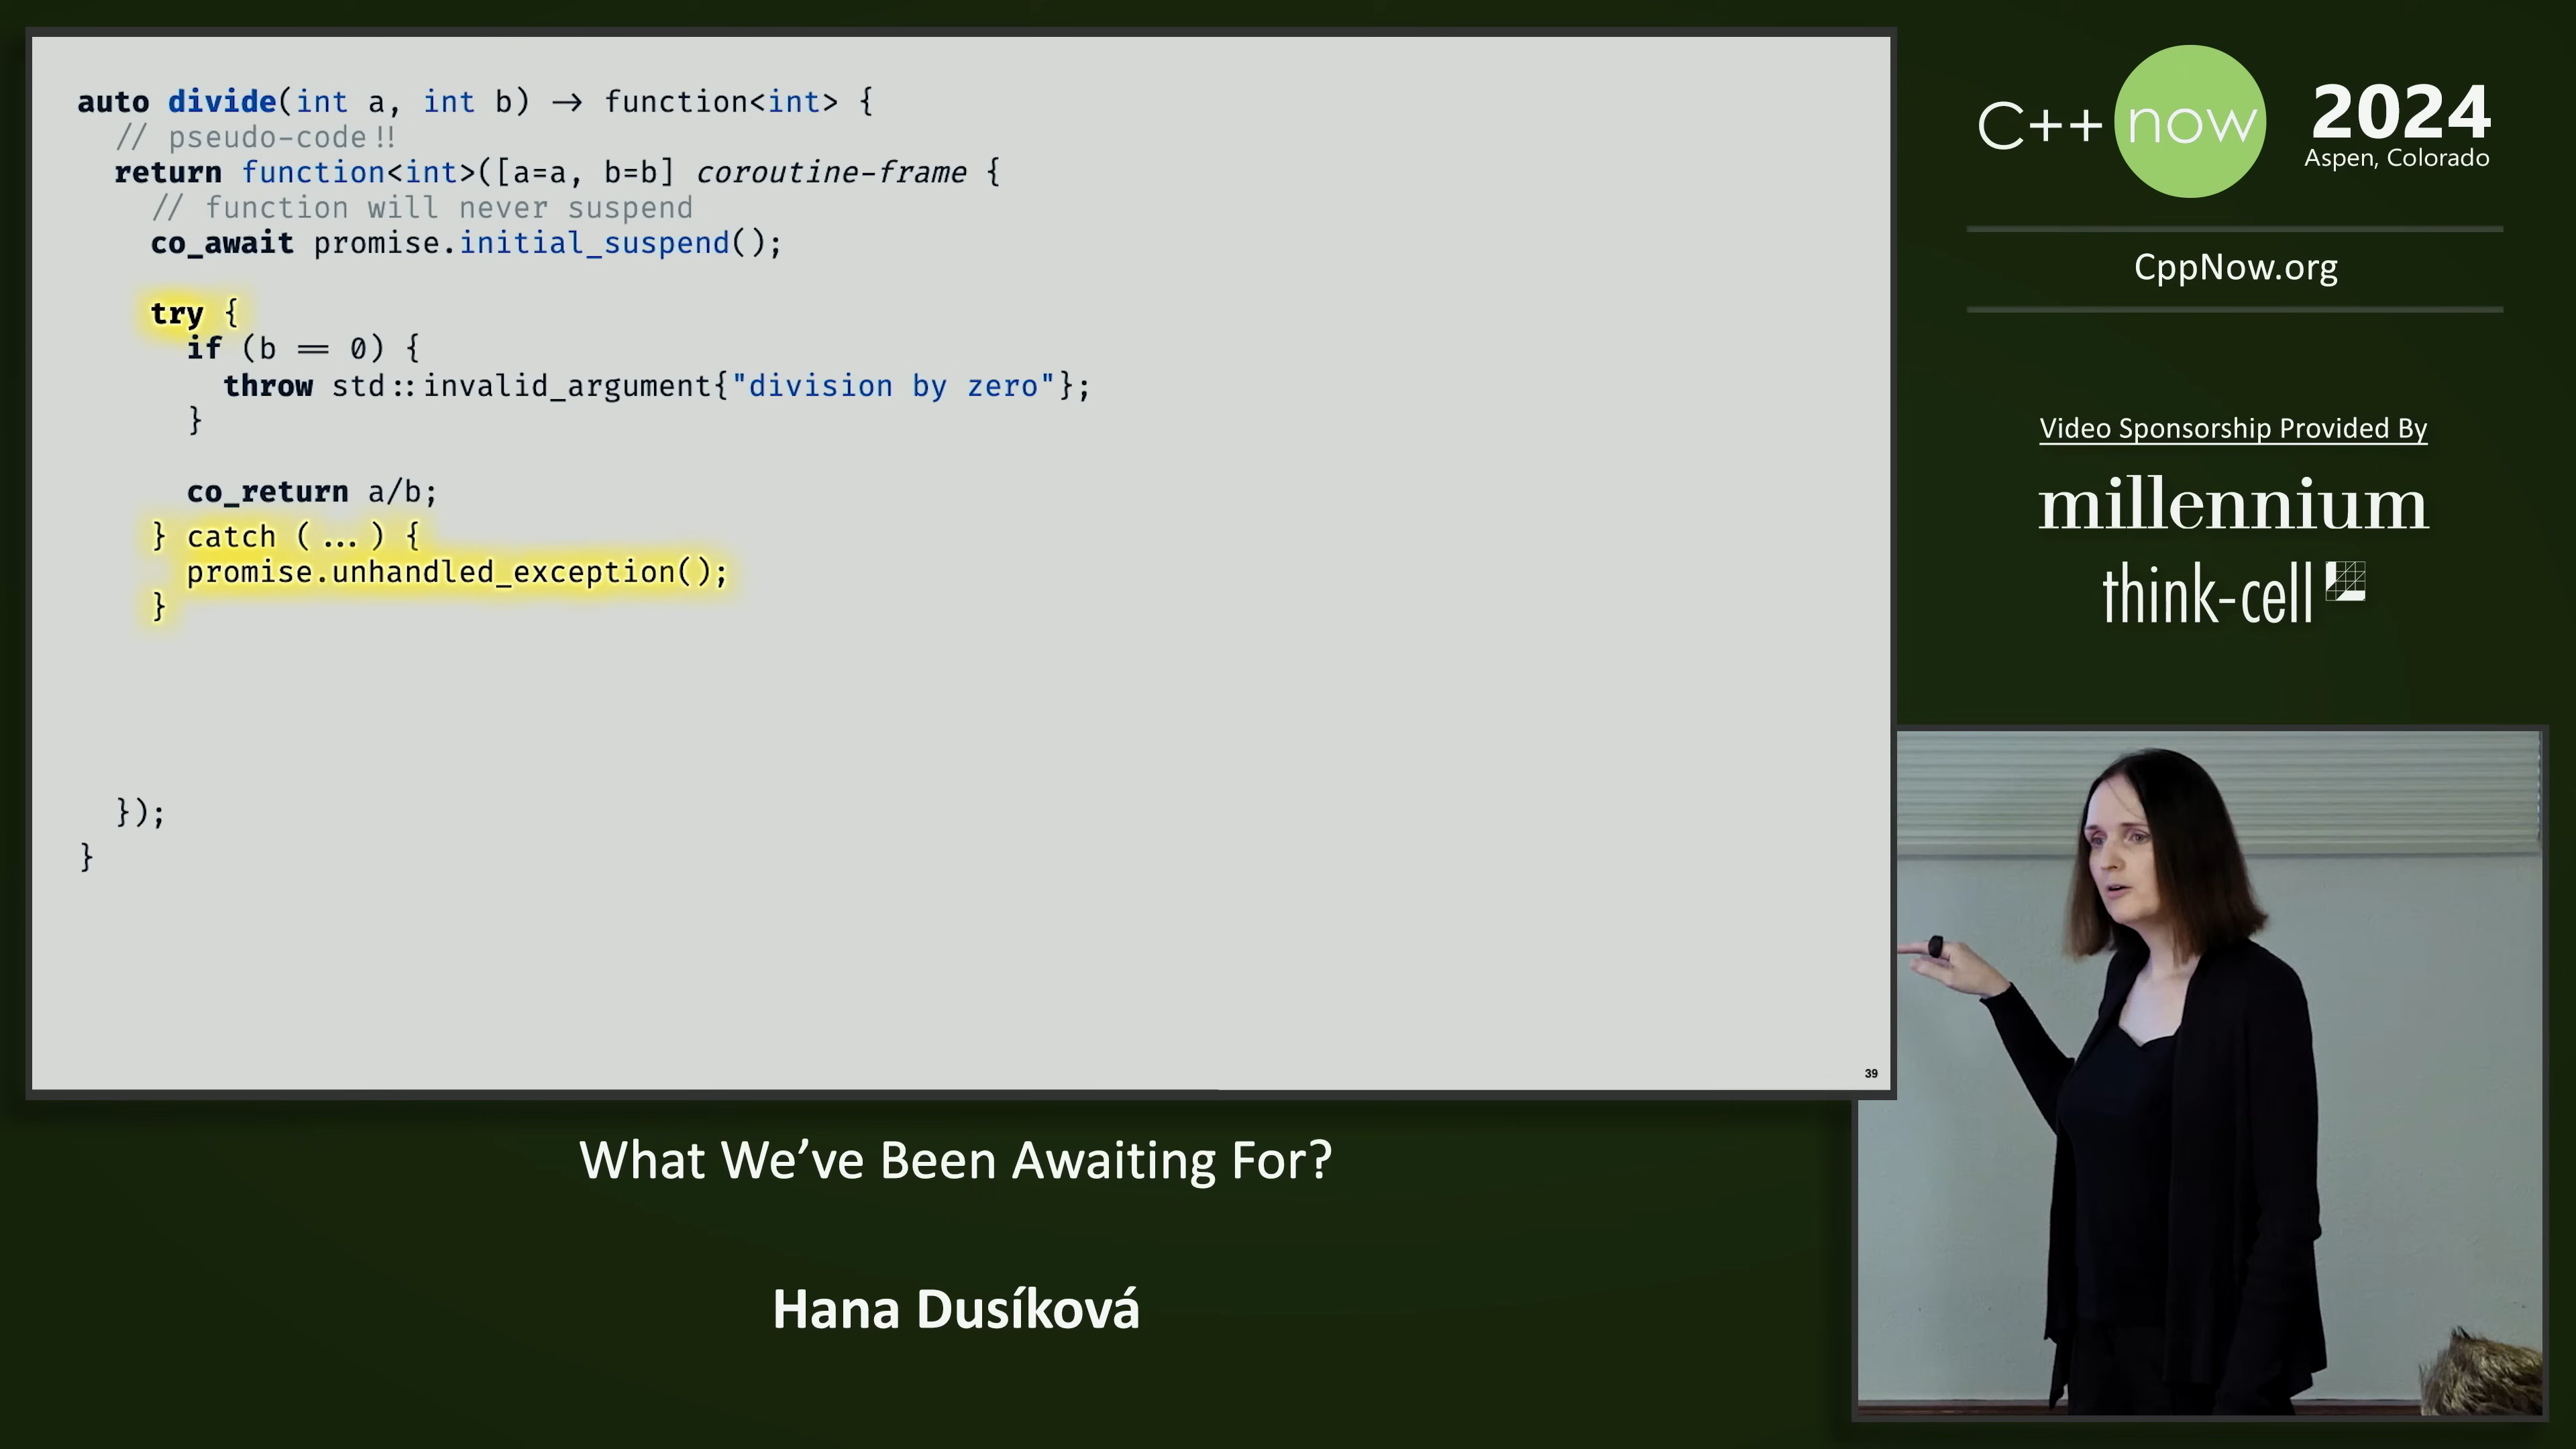 auto divide(int a, int b) → function<int> {
// pseudo-code!!
return function<int>([a=a, b=b] coroutine-frame {
// function will never suspend
co_await promise.initial_suspend();
try {
if (b == 0) {
throw std::invalid_argument{"division by zero"};
}
co_return a/b;
} catch (...) {
promise.unhandled_exception();
}
});
}
39
C++ now 2024
Aspen, Colorado
CppNow.org
Video Sponsorship Provided By
millennium
think-cell
What We’ve Been Awaiting For?
Hana Dusíková